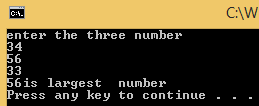 C:\W
enter the three number
34
56
33
56is largest  number
Press any key to continue . . .